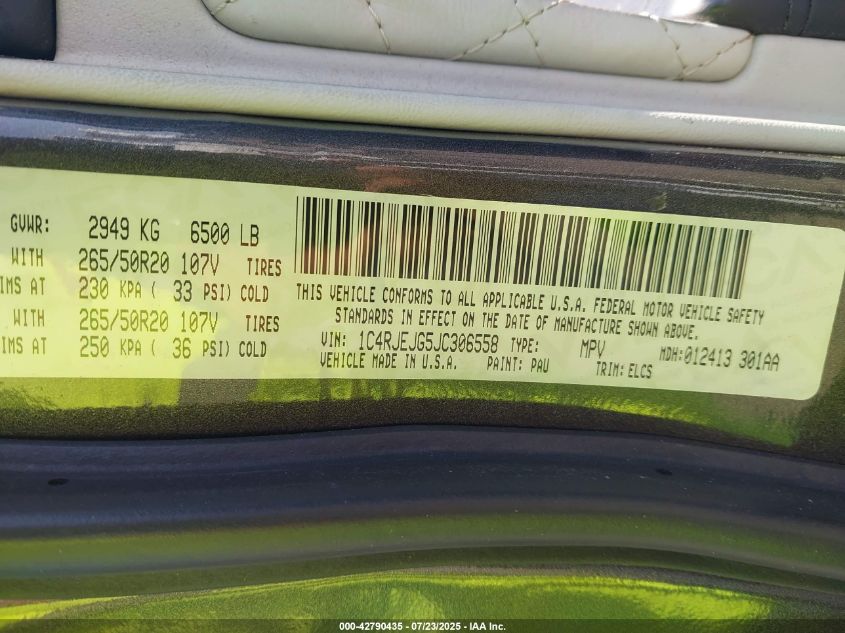 GVWR: 2949 KG 6500 LB
WITH 265/50R20 107V TIRES
IMS AT 230 KPA ( 33 PSI) COLD
WITH 265/50R20 107V TIRES
IMS AT 250 KPA ( 36 PSI) COLD
THIS VEHICLE CONFORMS TO ALL APPLICABLE U.S.A. FEDERAL MOTOR VEHICLE SAFETY
STANDARDS IN EFFECT ON THE DATE OF MANUFACTURE SHOWN ABOVE.
VIN: 1C4RJEJG5JC306558 TYPE: MPV MDH:012413 301AA
VEHICLE MADE IN U.S.A. PAINT: PAU TRIM: ELCS
000-42790435 - 07/23/2025 - IAA Inc.